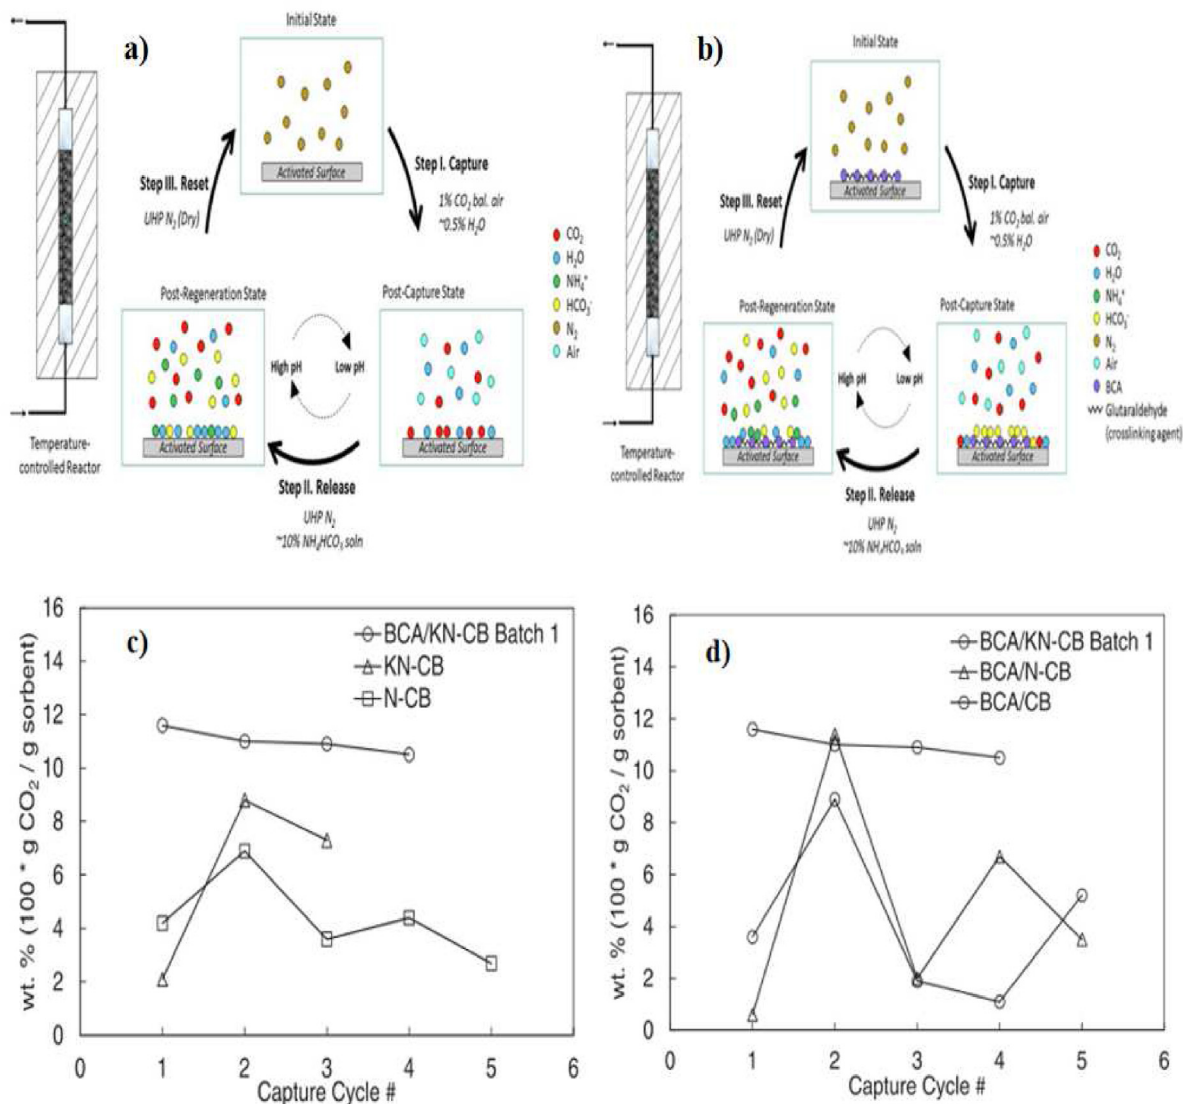 a)
Initial State
Activated Surface
Step III. Reset
UHP N2 (Dry)
Step I. Capture
1% CO2 bal. air
~0.5% H2O
CO2
H2O
NH4+
HCO3-
N2
Air
Post-Regeneration State
Post-Capture State
High pH
Low pH
Activated Surface
Activated Surface
Temperature-
controlled Reactor
Step II. Release
UHP N2
~10% NH4HCO3 soln
b)
Initial State
Activated Surface
Step III. Reset
UHP N2 (Dry)
Step I. Capture
1% CO2 bal. air
~0.5% H2O
CO2
H2O
NH4+
HCO3-
N2
Air
BCA
Glutaraldehyde
(crosslinking agent)
Post-Regeneration State
Post-Capture State
High pH
Low pH
Activated Surface
Activated Surface
Temperature-
controlled Reactor
Step II. Release
UHP N2
~10% NH4HCO3 soln
c)
BCA/KN-CB Batch 1
KN-CB
N-CB
wt. % (100 * g CO2 / g sorbent)
16
14
12
10
8
6
4
2
0
0 1 2 3 4 5 6
Capture Cycle #
d)
BCA/KN-CB Batch 1
BCA/N-CB
BCA/CB
wt. % (100 * g CO2 / g sorbent)
16
14
12
10
8
6
4
2
0
0 1 2 3 4 5 6
Capture Cycle #